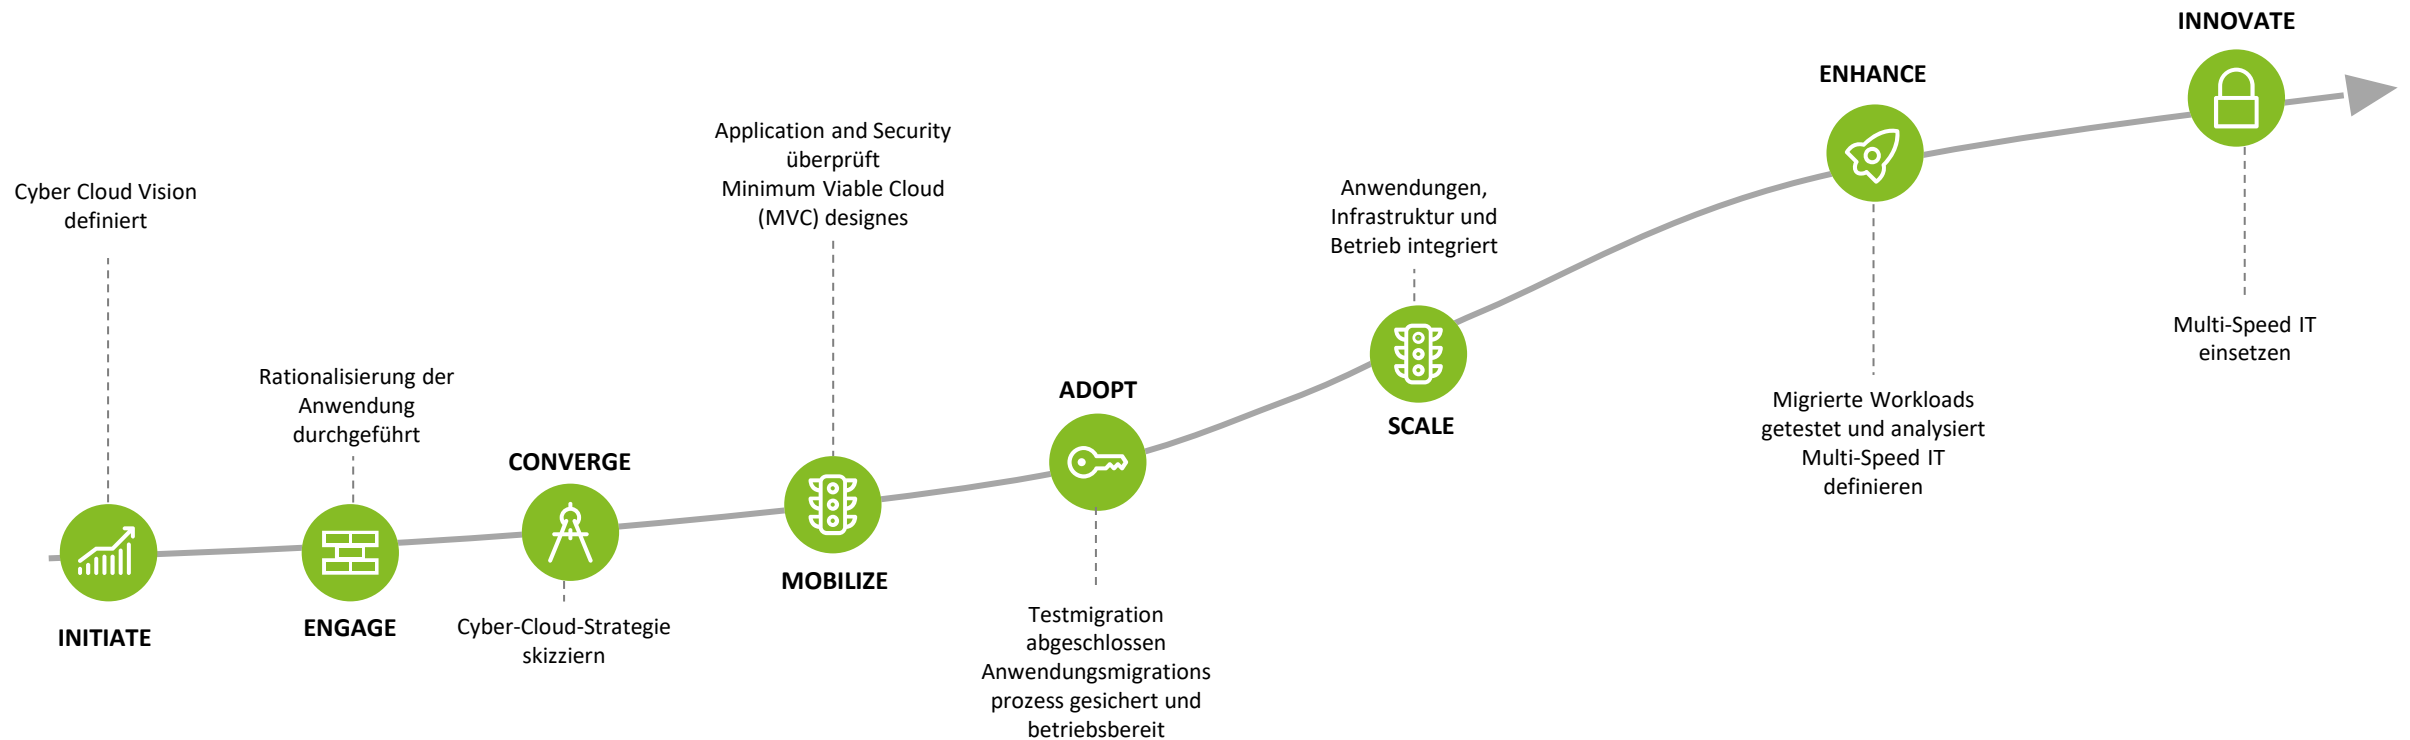 Cyber Cloud Vision
definiert
INITIATE
Rationalisierung der
Anwendung
durchgeführt
ENGAGE
CONVERGE
Cyber-Cloud-Strategie
skizziern
Application and Security
überprüft
Minimum Viable Cloud
(MVC) designes
MOBILIZE
ADOPT
Testmigration
abgeschlossen
Anwendungsmigrations
prozess gesichert und
betriebsbereit
Anwendungen,
Infrastruktur und
Betrieb integriert
SCALE
ENHANCE
Migrierte Workloads
getestet und analysiert
Multi-Speed IT
definieren
INNOVATE
Multi-Speed IT
einsetzen